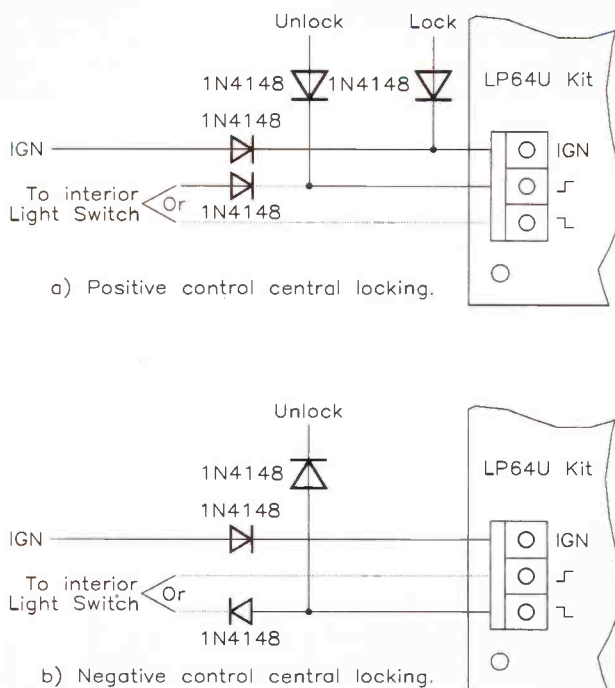 Unlock Lock
1N4148 1N4148 LP64U Kit
1N4148
IGN IGN
To interior
Light Switch Or
1N4148
a) Positive control central locking.
Unlock
1N4148 LP64U Kit
1N4148
IGN IGN
To interior
Light Switch Or
1N4148
b) Negative control central locking.